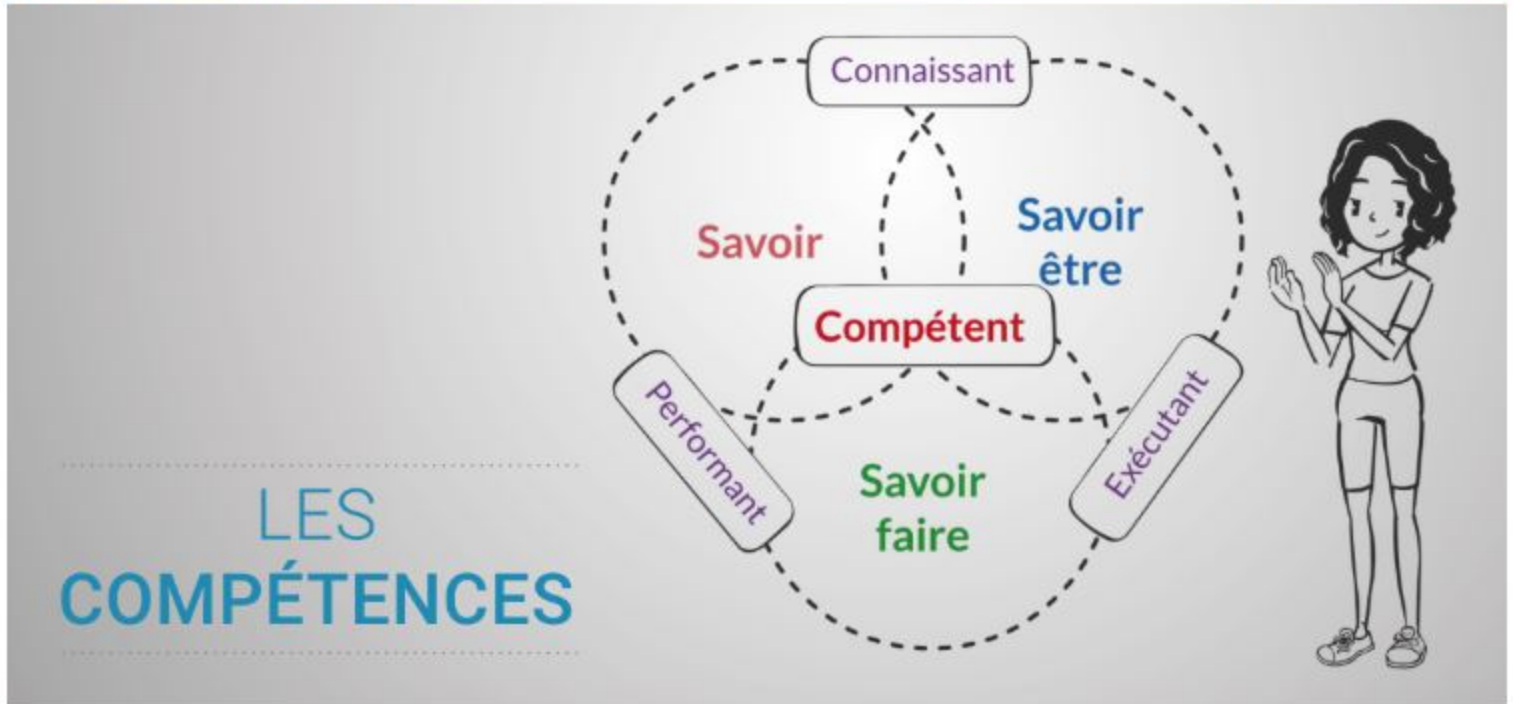 Connaissant
Savoir
Savoir
être
Compétent
Performant
Exécutant
Savoir
faire
LES
COMPÉTENCES